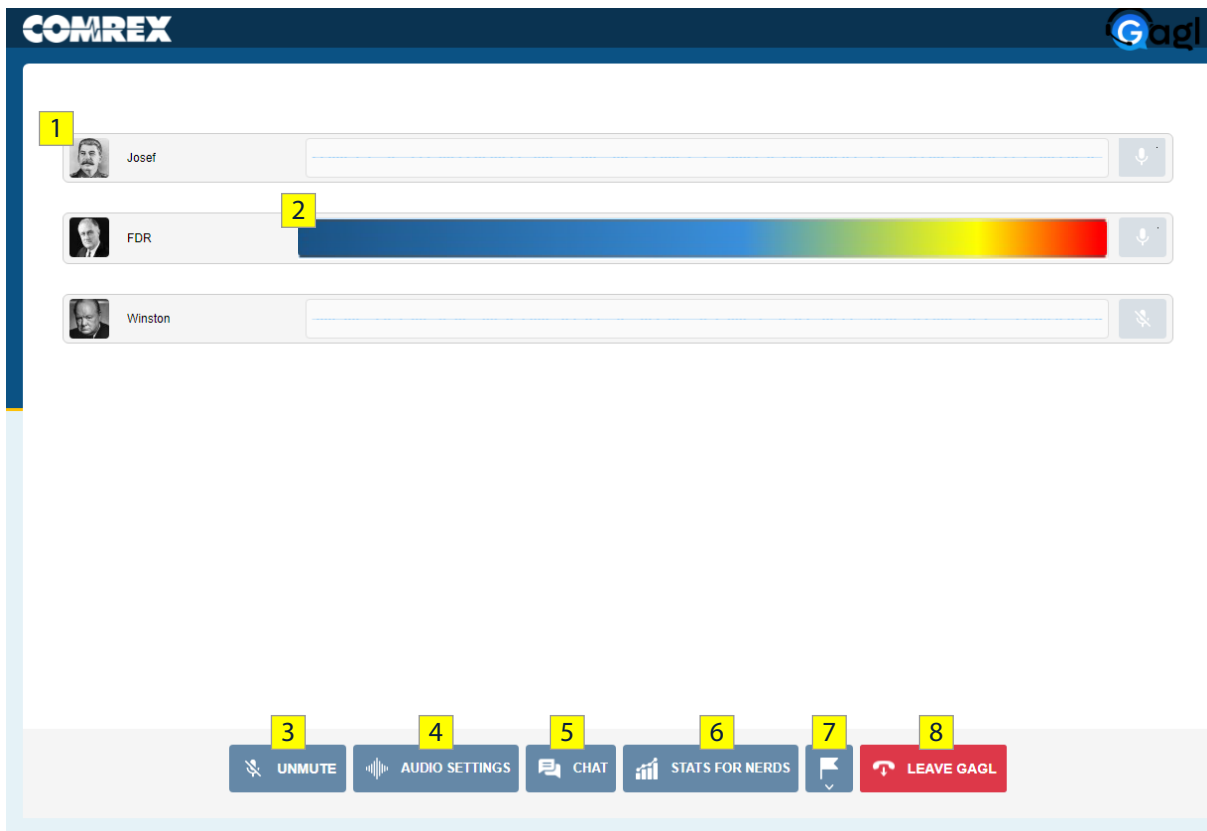 COMREX
Gagl
1
Josef
2
FDR
Winston
3 4 5 6 7 8
UNMUTE AUDIO SETTINGS CHAT STATS FOR NERDS LEAVE GAGL